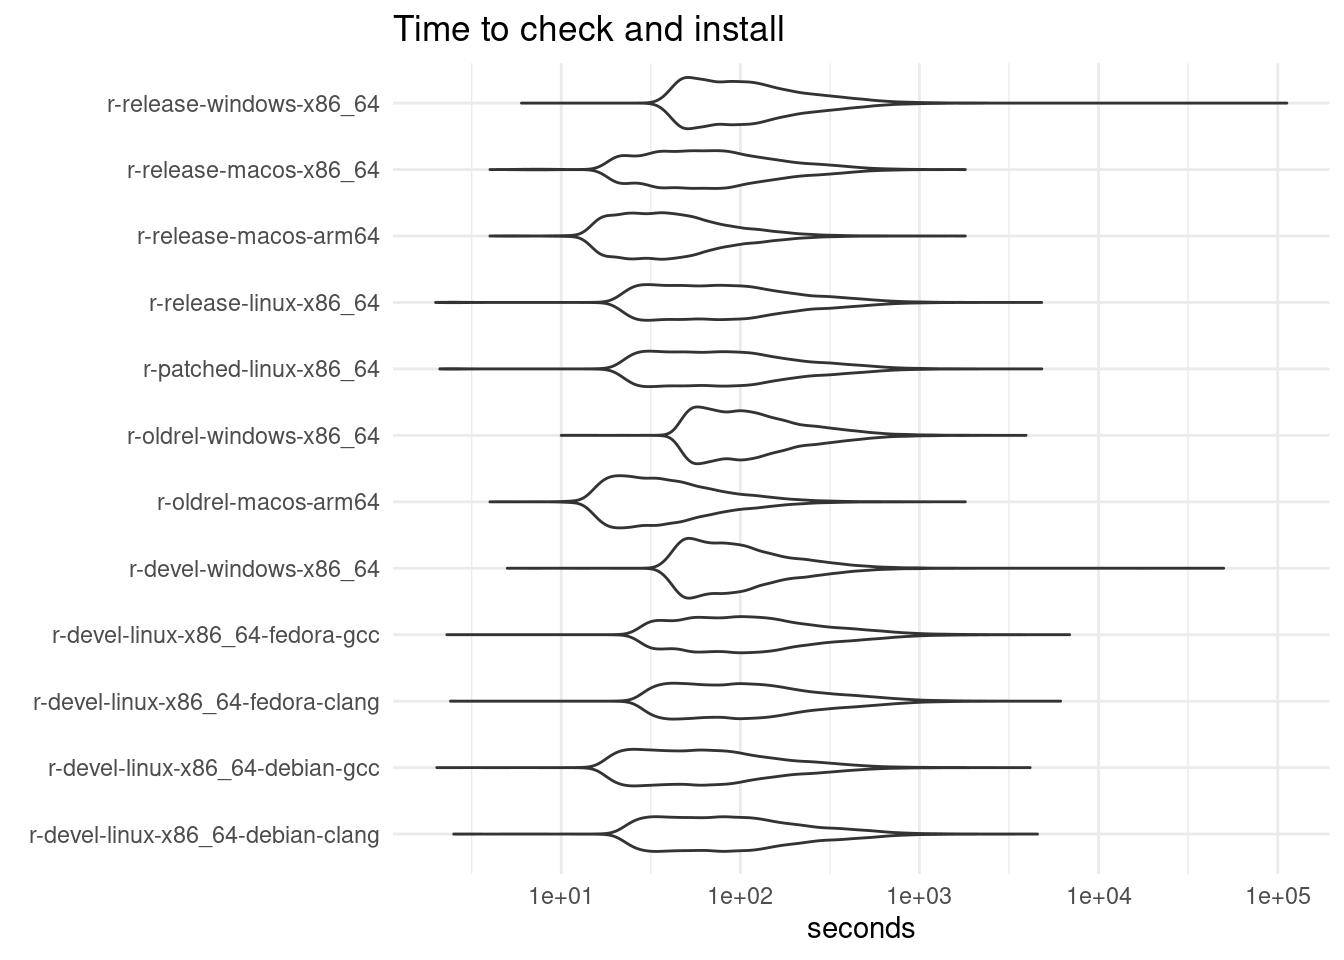 Time to check and install
r-release-windows-x86_64
r-release-macos-x86_64
r-release-macos-arm64
r-release-linux-x86_64
r-patched-linux-x86_64
r-oldrel-windows-x86_64
r-oldrel-macos-arm64
r-devel-windows-x86_64
r-devel-linux-x86_64-fedora-gcc
r-devel-linux-x86_64-fedora-clang
r-devel-linux-x86_64-debian-gcc
r-devel-linux-x86_64-debian-clang
1e+01 1e+02 1e+03 1e+04 1e+05
seconds